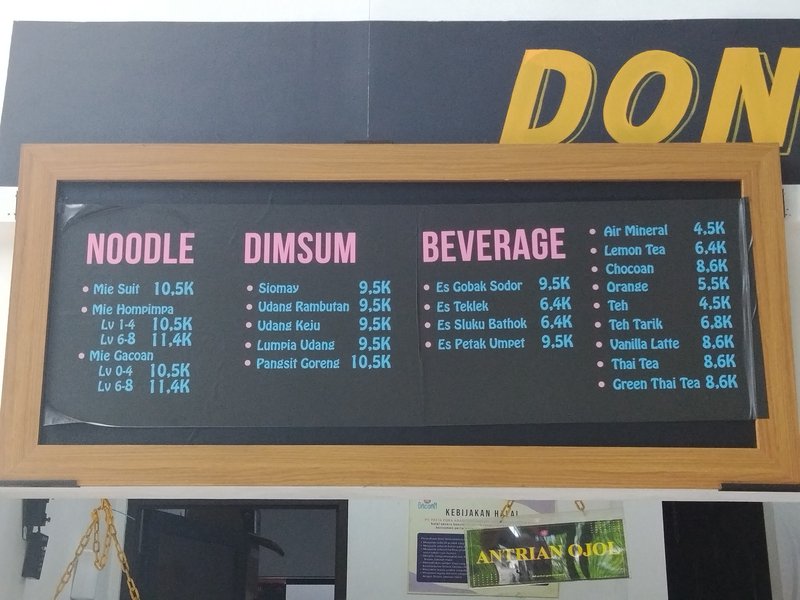 DON
NOODLE
Mie Suit 10,5K
Mie Hompimpa
Lv 1-4 10,5K
Lv 6-8 11,4K
Mie Gacoan
Lv 0-4 10,5K
Lv 6-8 11,4K
DIMSUM
Siomay 9,5K
Udang Rambutan 9,5K
Udang Keju 9,5K
Lumpia Udang 9,5K
Pangsit Goreng 10,5K
BEVERAGE
Es Gobak Sodor 9,5K
Es Teklek 6,4K
Es Sluku Bathok 6,4K
Es Petak Umpet 9,5K
Air Mineral 4,5K
Lemon Tea 6,4K
Chocoan 8,6K
Orange 5,5K
Teh 4,5K
Teh Tarik 6,8K
Vanilla Latte 8,6K
Thai Tea 8,6K
Green Thai Tea 8,6K
KEBIJAKAN HALAL
ANTRIAN OJOL